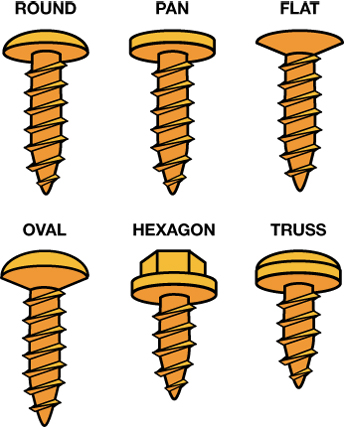 ROUND PAN FLAT
OVAL HEXAGON TRUSS